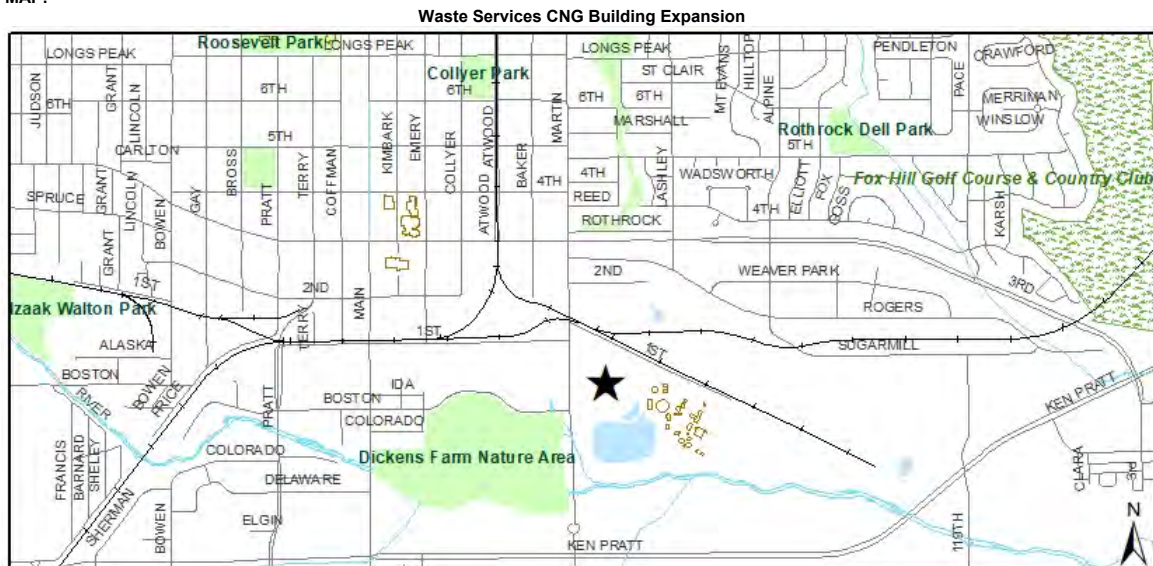 Waste Services CNG Building Expansion
Roosevelt Park
LONGS PEAK
LONGS PEAK
LONGS PEAK
PENDLETON
CRAWFORD
JUDSON
6TH
GRANT
LINCOLN
6TH
Collyer Park
6TH
ST CLAIR
6TH
6TH
MARSHALL
MT EVANS
HILLTOP
ALPINE
PACE
MERRIMAN
WINSLOW
5TH
CARLTON
KIMBARK
EMERY
COLLYER
ATWOOD
ATWOOD
BAKER
MARTIN
Rothrock Dell Park
5TH
SPRUCE
GRANT
LINCOLN
BOWEN
GAY
BROSS
PRATT
TERRY
COFFMAN
4TH
4TH
REED
ROTHROCK
ASHLEY
WADSWORTH
4TH
ELLIOTT
FOX
GOSS
Fox Hill Golf Course & Country Club
KARSH
GRANT
1ST
2ND
MAIN
2ND
WEAVER PARK
3RD
ROGERS
Izaak Walton Park
TERRY
1ST
1ST
SUGARMILL
ALASKA
BOSTON
BOWEN
PRICE
RIVER
PRATT
IDA
BOSTON
COLORADO
KEN PRATT
FRANCIS
BARNARD
SHELEY
COLORADO
Dickens Farm Nature Area
DELAWARE
CLARA
3rd
SHERMAN
BOWEN
ELGIN
KEN PRATT
119TH
N